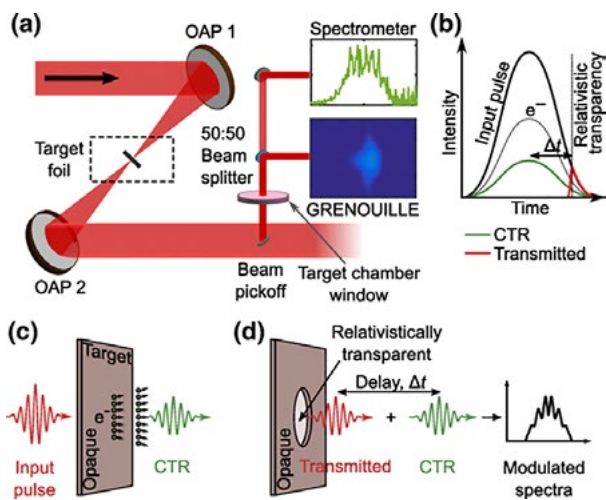 (a)
OAP 1
Spectrometer
50:50
Beam
splitter
Target
foil
GRENOUILLE
OAP 2
Beam
pickoff
Target chamber
window
(b)
Intensity
Input pulse
e−
Δt
Relativistic
transparency
Time
CTR
Transmitted
(c)
Target
e−
Opaque
Input
pulse
CTR
(d)
Relativistically
transparent
Delay, Δt
+
Opaque
Transmitted
CTR
Modulated
spectra